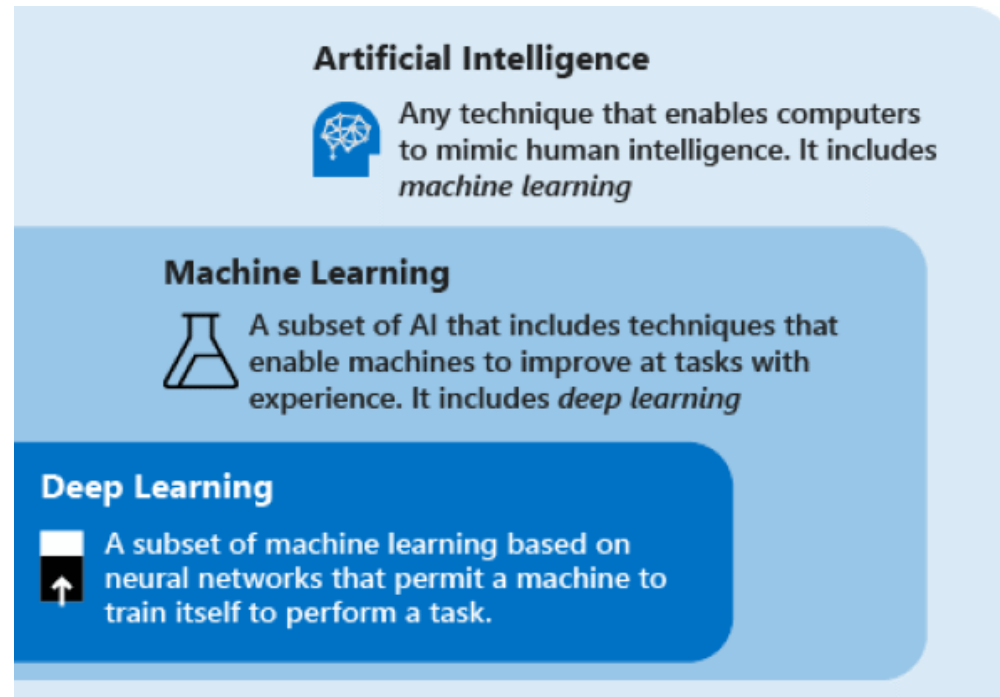 Artificial Intelligence
Any technique that enables computers
to mimic human intelligence. It includes
machine learning
Machine Learning
A subset of AI that includes techniques that
enable machines to improve at tasks with
experience. It includes deep learning
Deep Learning
A subset of machine learning based on
neural networks that permit a machine to
train itself to perform a task.